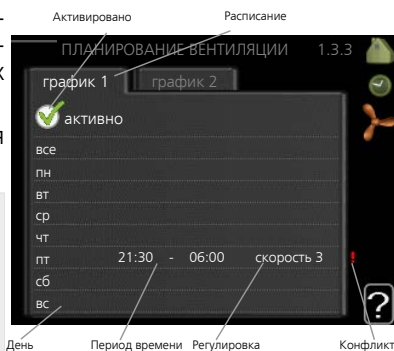 Активировано Расписание
ПЛАНИРОВАНИЕ ВЕНТИЛЯЦИИ 1.3.3
график 1 график 2
активно
все
пн
вт
ср
чт
пт 21:30 - 06:00 скорость 3 !
сб
вс
?
День Период времени Регулировка Конфликт